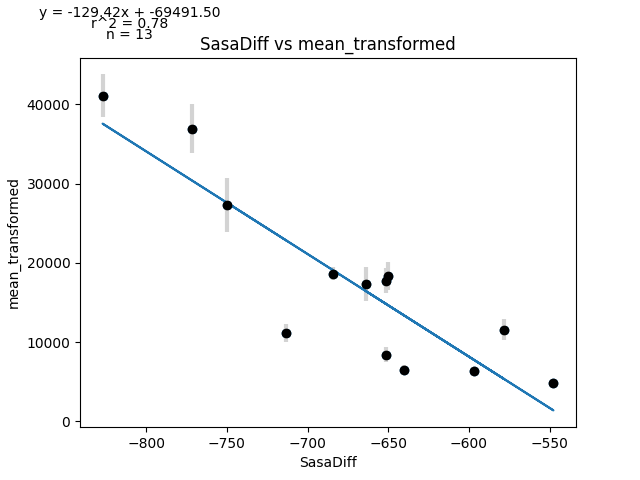 y = -129.42x + -69491.50
r^2 = 0.78
n = 13
SasaDiff vs mean_transformed
mean_transformed
40000
30000
20000
10000
0
−800
−750
−700
−650
−600
−550
SasaDiff